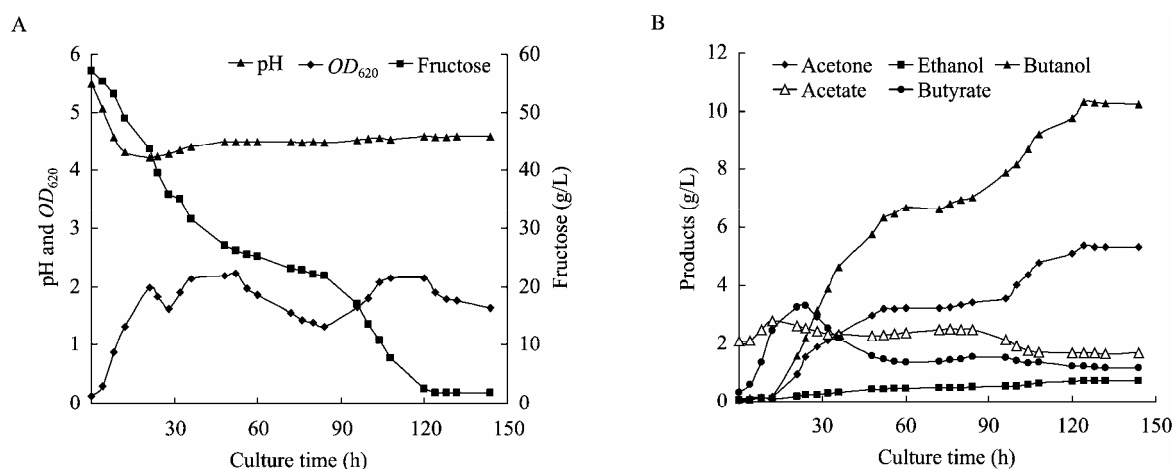 A
pH OD620 Fructose
6
5
4
3
2
1
0
60
50
40
30
20
10
0
30 60 90 120 150
pH and OD620
Fructose (g/L)
Culture time (h)
B
Acetone Ethanol Butanol
Acetate Butyrate
12
10
8
6
4
2
0
30 60 90 120 150
Products (g/L)
Culture time (h)